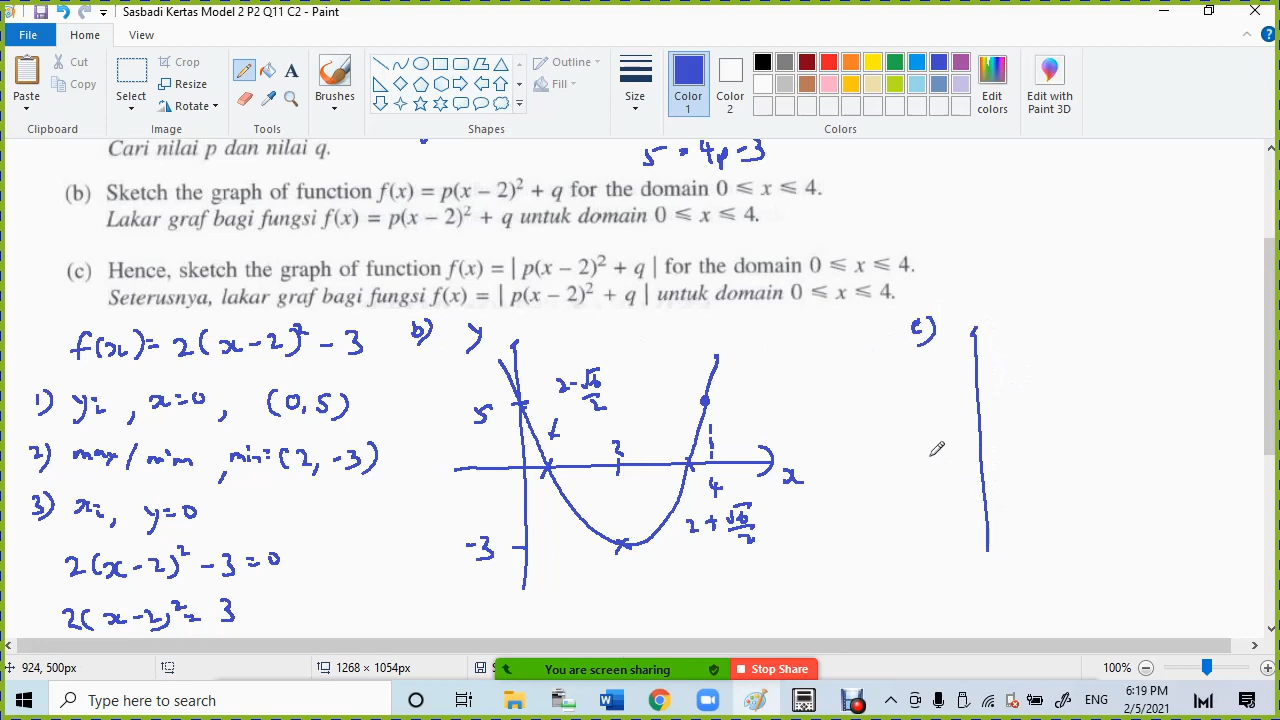 Sasbadi Kertas Model 2 P2 Q11 C2 - Paint
File Home View
Paste Cut Copy Clipboard
Select Crop Resize Rotate Image
A Tools
Brushes
Outline Fill Shapes
Size
Color 1 Color 2 Edit colors Colors
Edit with Paint 3D
Cari nilai p dan nilai q.
5 = 4p - 3
(b) Sketch the graph of function f(x) = p(x − 2)² + q for the domain 0 ⩽ x ⩽ 4.
Lakar graf bagi fungsi f(x) = p(x − 2)² + q untuk domain 0 ⩽ x ⩽ 4.
(c) Hence, sketch the graph of function f(x) = | p(x − 2)² + q | for the domain 0 ⩽ x ⩽ 4.
Seterusnya, lakar graf bagi fungsi f(x) = | p(x − 2)² + q | untuk domain 0 ⩽ x ⩽ 4.
f(x) = 2(x-2)² - 3
1) y=, x=0, (0,5)
2) max/min, min=(2,-3)
3) x=, y=0
2(x-2)² - 3 = 0
2(x-2)² = 3
b) y
2-√6/2
5
2
x
4
2+√6/2
-3
c)
924, 500px
1268 × 1054px
100%
You are screen sharing Stop Share
Type here to search
W
ENG
6:19 PM
2/5/2021